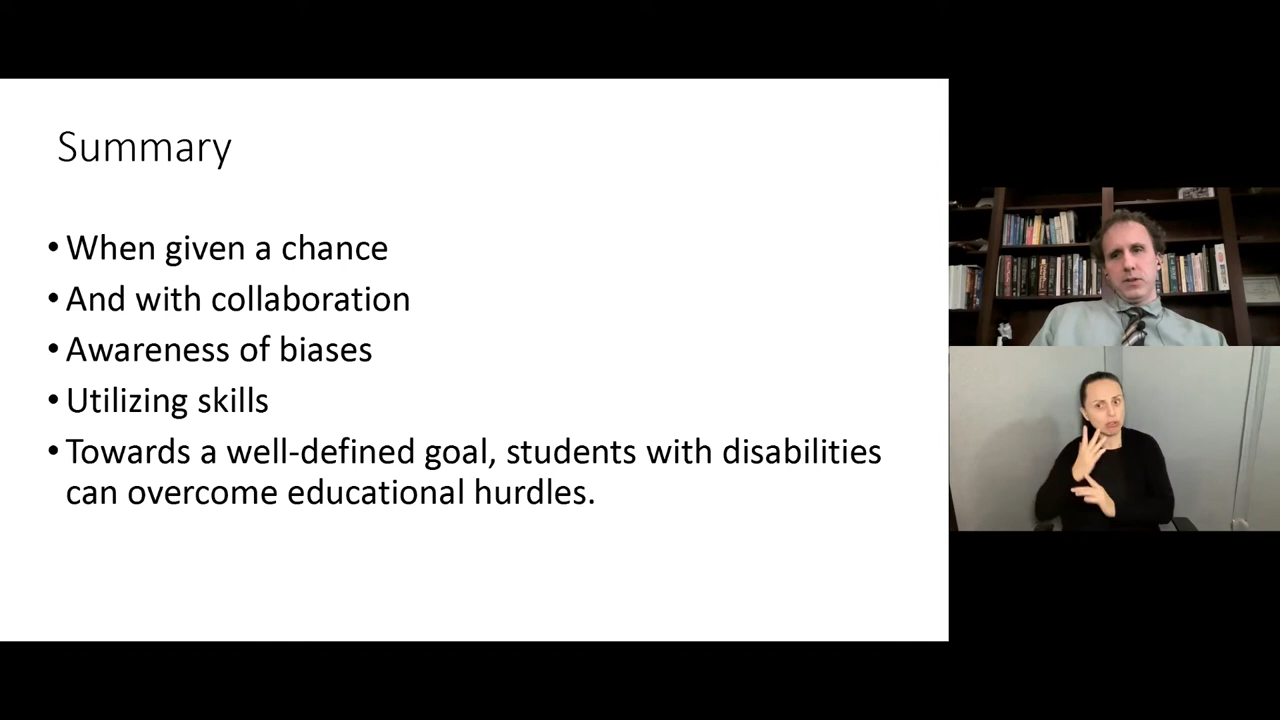 Summary
• When given a chance
• And with collaboration
• Awareness of biases
• Utilizing skills
• Towards a well-defined goal, students with disabilities
can overcome educational hurdles.